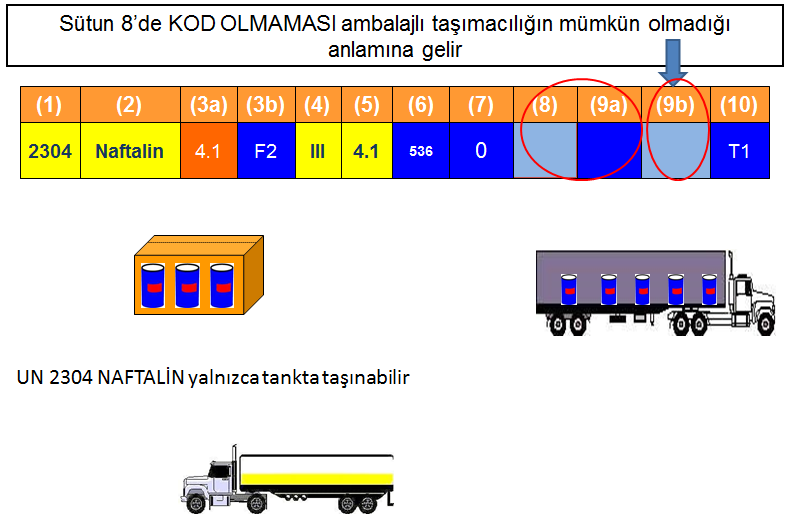 Sütun 8’de KOD OLMAMASI ambalajlı taşımacılığın mümkün olmadığı
anlamına gelir
(1) (2) (3a) (3b) (4) (5) (6) (7) (8) (9a) (9b) (10)
2304 Naftalin 4.1 F2 III 4.1 536 0 T1
UN 2304 NAFTALİN yalnızca tankta taşınabilir